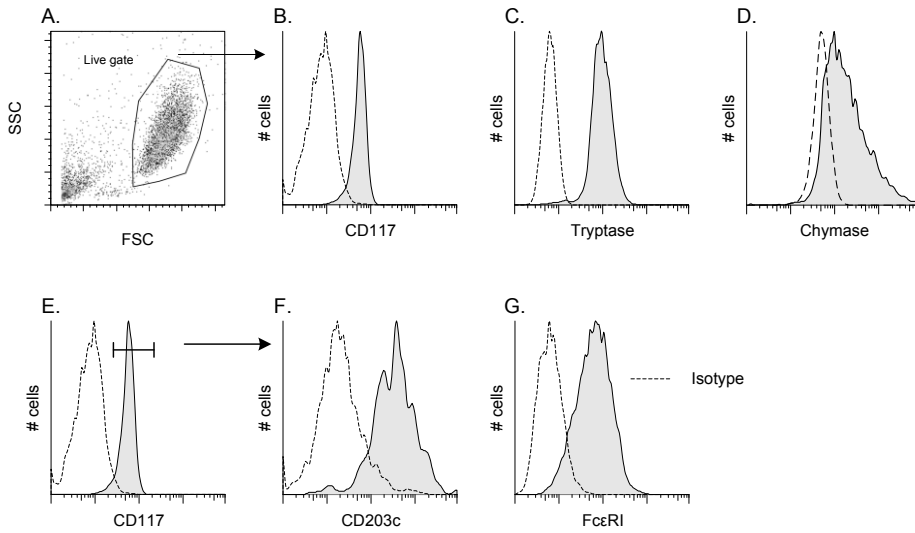 A.
B.
C.
D.
Live gate
SSC
FSC
# cells
CD117
# cells
Tryptase
# cells
Chymase
E.
F.
G.
# cells
CD117
# cells
CD203c
# cells
FcεRI
Isotype